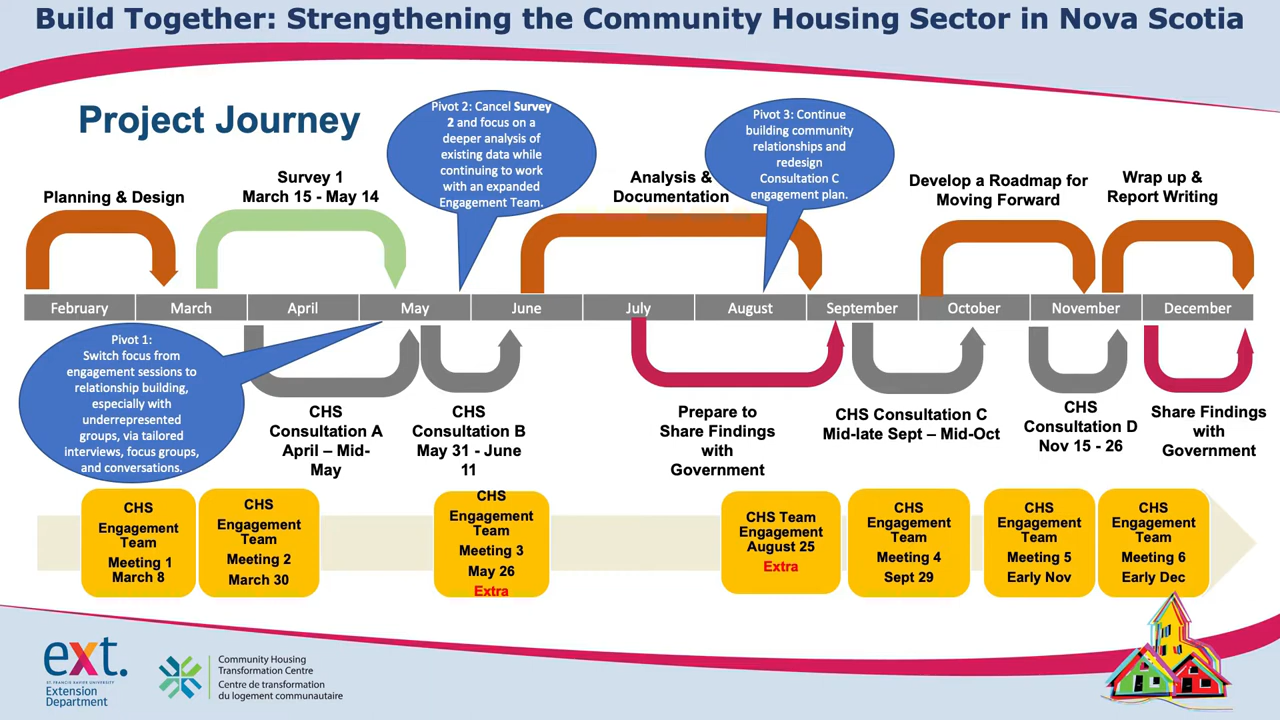 Build Together: Strengthening the Community Housing Sector in Nova Scotia
Project Journey
Planning & Design
Survey 1
March 15 - May 14
Pivot 2: Cancel Survey
2 and focus on a
deeper analysis of
existing data while
continuing to work
with an expanded
Engagement Team.
Analysis &
Documentation
Pivot 3: Continue
building community
relationships and
redesign
Consultation C
engagement plan.
Develop a Roadmap for
Moving Forward
Wrap up &
Report Writing
February
March
April
May
June
July
August
September
October
November
December
Pivot 1:
Switch focus from
engagement sessions to
relationship building,
especially with
underrepresented
groups, via tailored
interviews, focus groups,
and conversations.
CHS
Consultation A
April – Mid-
May
CHS
Consultation B
May 31 - June
11
Prepare to
Share Findings
with
Government
CHS Consultation C
Mid-late Sept – Mid-Oct
CHS
Consultation D
Nov 15 - 26
Share Findings
with
Government
CHS
Engagement
Team
Meeting 1
March 8
CHS
Engagement
Team
Meeting 2
March 30
CHS
Engagement
Team
Meeting 3
May 26
Extra
CHS Team
Engagement
August 25
Extra
CHS
Engagement
Team
Meeting 4
Sept 29
CHS
Engagement
Team
Meeting 5
Early Nov
CHS
Engagement
Team
Meeting 6
Early Dec
ext.
ST. FRANCIS XAVIER UNIVERSITY
Extension
Department
Community Housing
Transformation Centre
Centre de transformation
du logement communautaire